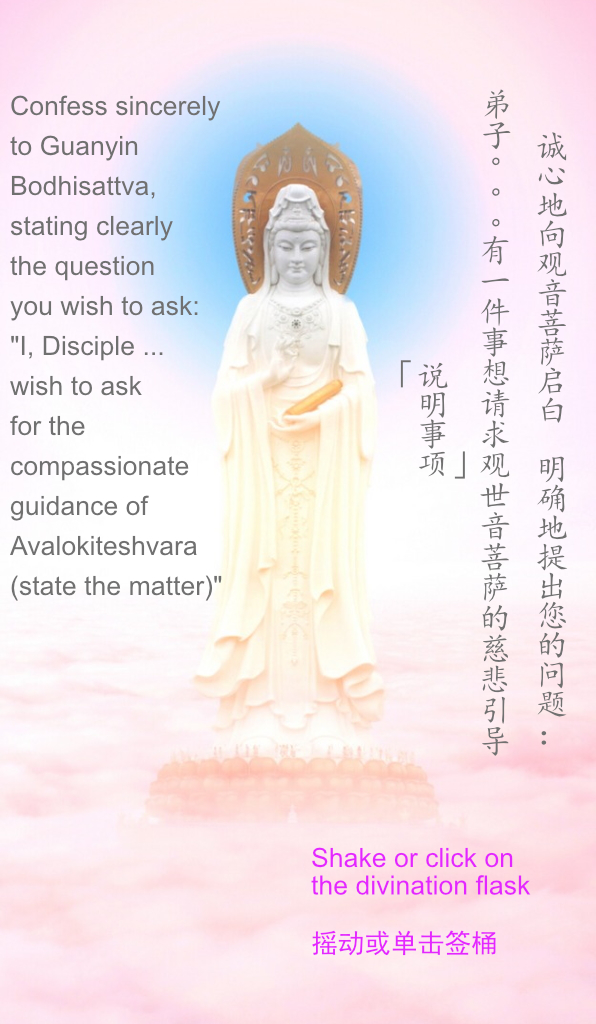 Confess sincerely
to Guanyin
Bodhisattva,
stating clearly
the question
you wish to ask:
"I, Disciple ...
wish to ask
for the
compassionate
guidance of
Avalokiteshvara
(state the matter)"
诚心地向观音菩萨启白 明确地提出您的问题：
弟子。。。有一件事想请求观世音菩萨的慈悲引导
「说明事项」
Shake or click on
the divination flask
摇动或单击签桶